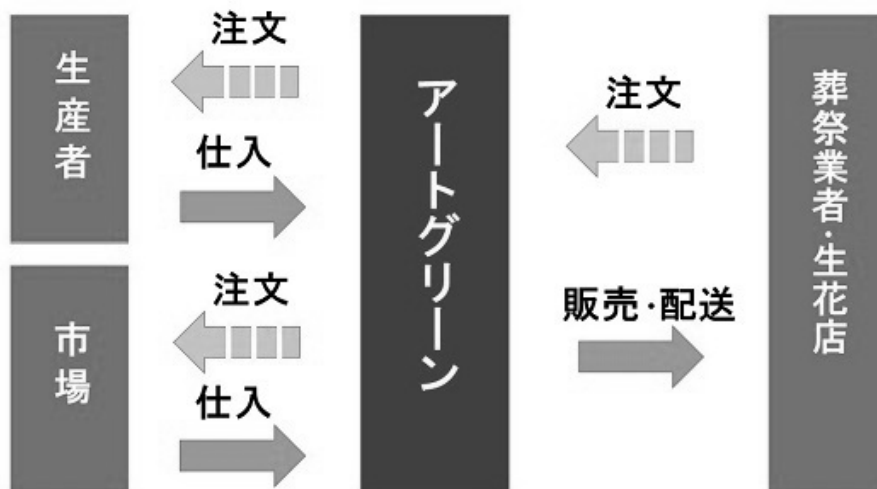 生産者
注文
仕入
市場
注文
仕入
アートグリーン
注文
販売・配送
葬祭業者・生花店